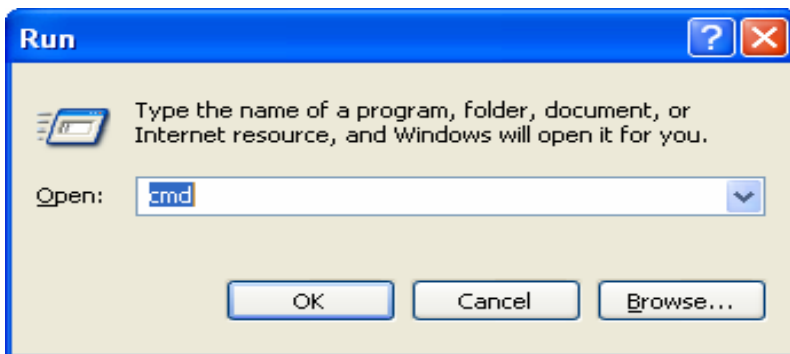 Run
?
Type the name of a program, folder, document, or
Internet resource, and Windows will open it for you.
Open: cmd
OK Cancel Browse...